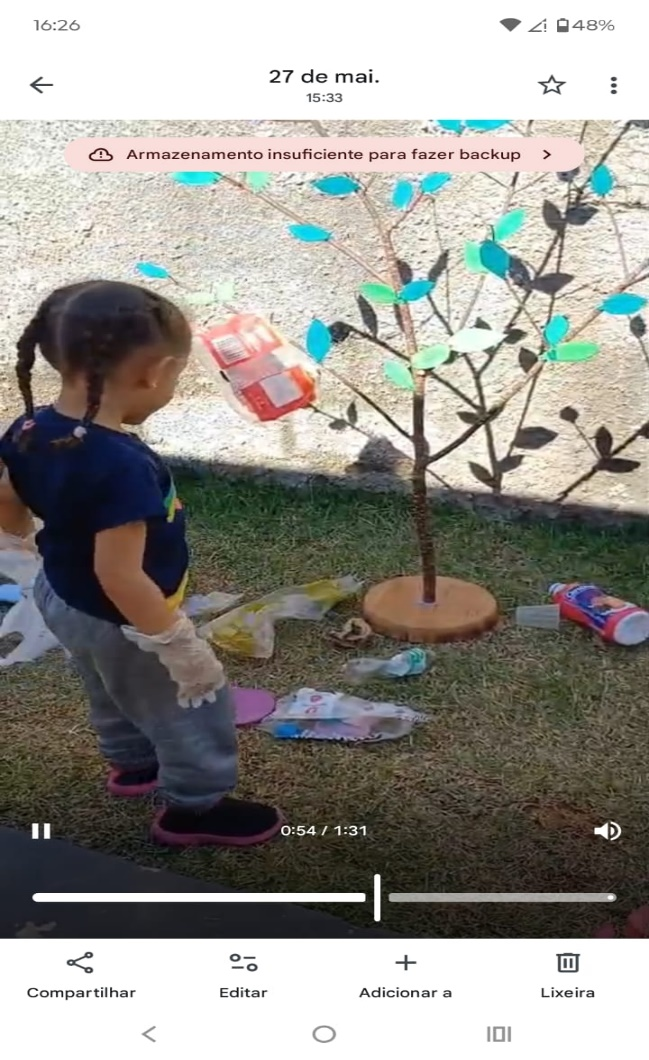 16:26
48%
27 de mai.
15:33
Armazenamento insuficiente para fazer backup
0:54 / 1:31
Compartilhar
Editar
Adicionar a
Lixeira